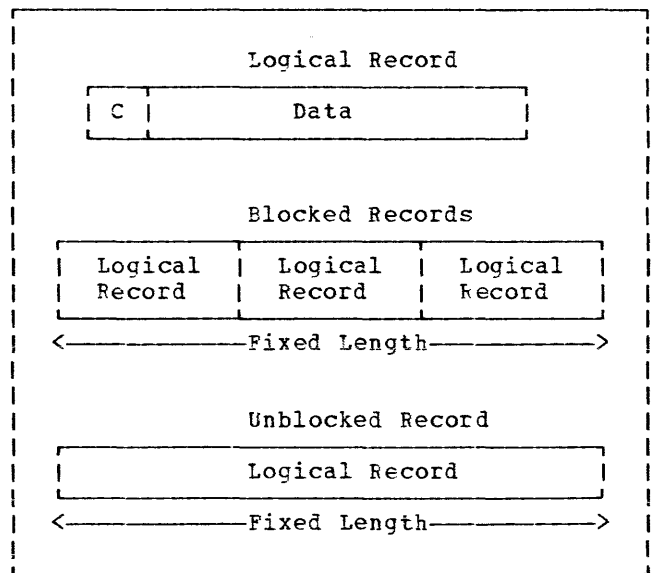 Logical Record
C Data
Blocked Records
Logical Logical Logical
Record Record Record
Fixed Length
Unblocked Record
Logical Record
Fixed Length